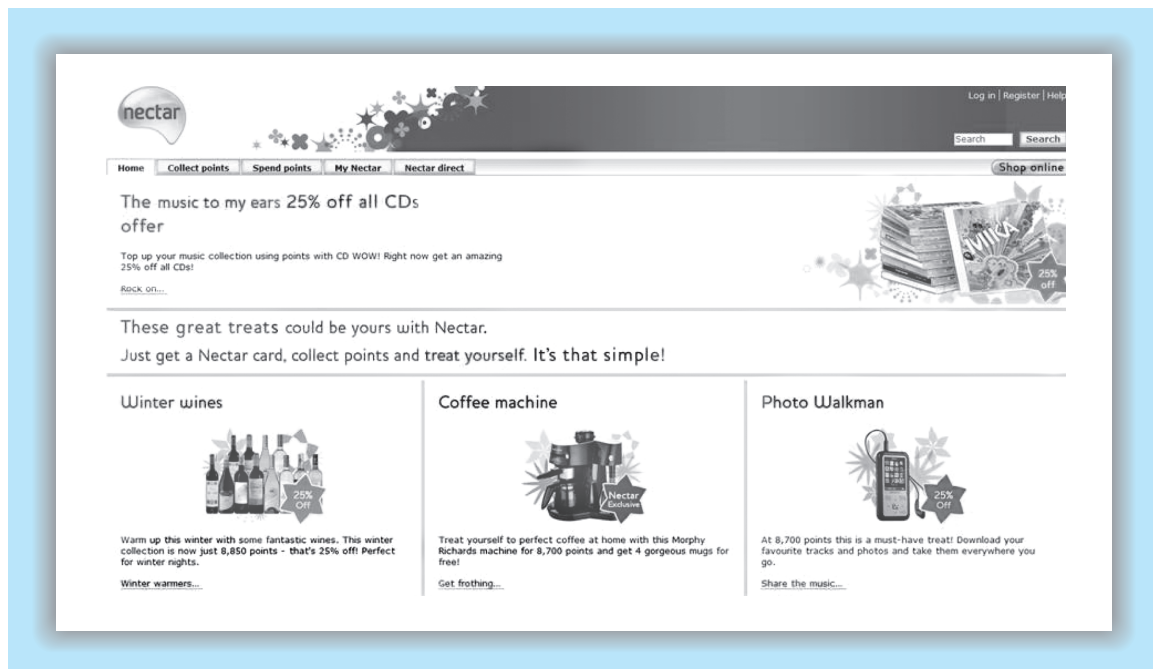 nectar
Log in | Register | Help
Search Search
Home Collect points Spend points My Nectar Nectar direct Shop online
The music to my ears 25% off all CDs
offer
Top up your music collection using points with CD WOW! Right now get an amazing
25% off all CDs!
Rock on...
MIKA
25%
off
These great treats could be yours with Nectar.
Just get a Nectar card, collect points and treat yourself. It's that simple!
Winter wines
25%
Off
Warm up this winter with some fantastic wines. This winter
collection is now just 8,850 points - that's 25% off! Perfect
for winter nights.
Winter warmers...
Coffee machine
Nectar
Exclusive
Treat yourself to perfect coffee at home with this Morphy
Richards machine for 8,700 points and get 4 gorgeous mugs for
free!
Get frothing...
Photo Walkman
25%
Off
At 8,700 points this is a must-have treat! Download your
favourite tracks and photos and take them everywhere you
go.
Share the music...